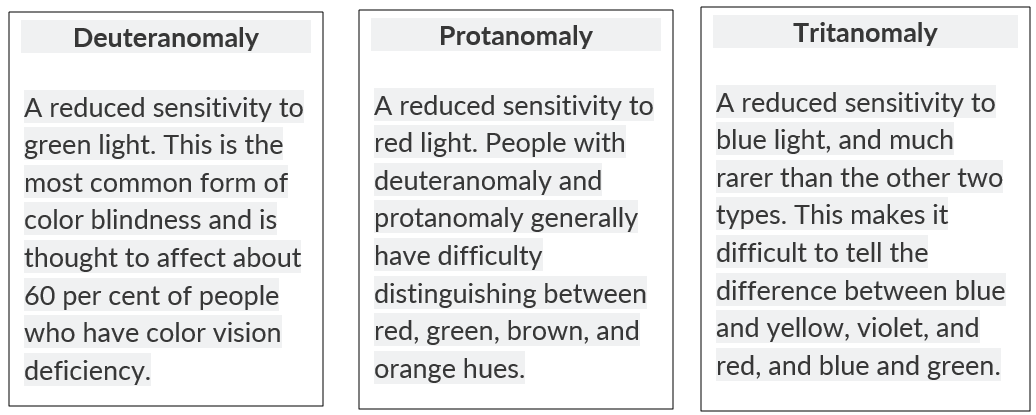 Deuteranomaly
A reduced sensitivity to
green light. This is the
most common form of
color blindness and is
thought to affect about
60 per cent of people
who have color vision
deficiency.
Protanomaly
A reduced sensitivity to
red light. People with
deuteranomaly and
protanomaly generally
have difficulty
distinguishing between
red, green, brown, and
orange hues.
Tritanomaly
A reduced sensitivity to
blue light, and much
rarer than the other two
types. This makes it
difficult to tell the
difference between blue
and yellow, violet, and
red, and blue and green.